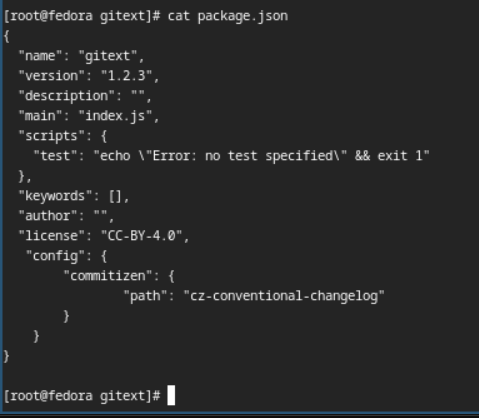 [root@fedora gitext]# cat package.json
{
  "name": "gitext",
  "version": "1.2.3",
  "description": "",
  "main": "index.js",
  "scripts": {
    "test": "echo \"Error: no test specified\" && exit 1"
  },
  "keywords": [],
  "author": "",
  "license": "CC-BY-4.0",
   "config": {
        "commitizen": {
                "path": "cz-conventional-changelog"
        }
    }
}
[root@fedora gitext]#